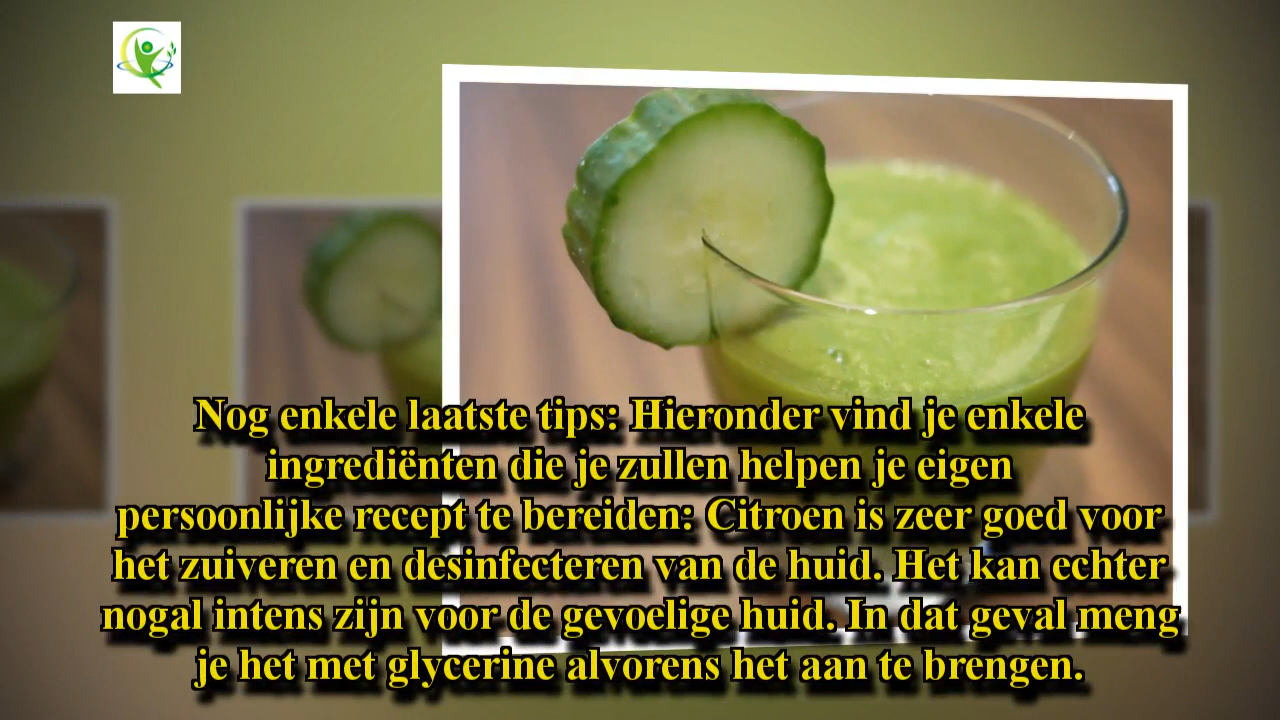 Nog enkele laatste tips: Hieronder vind je enkele
ingrediënten die je zullen helpen je eigen
persoonlijke recept te bereiden: Citroen is zeer goed voor
het zuiveren en desinfecteren van de huid. Het kan echter
nogal intens zijn voor de gevoelige huid. In dat geval meng
je het met glycerine alvorens het aan te brengen.